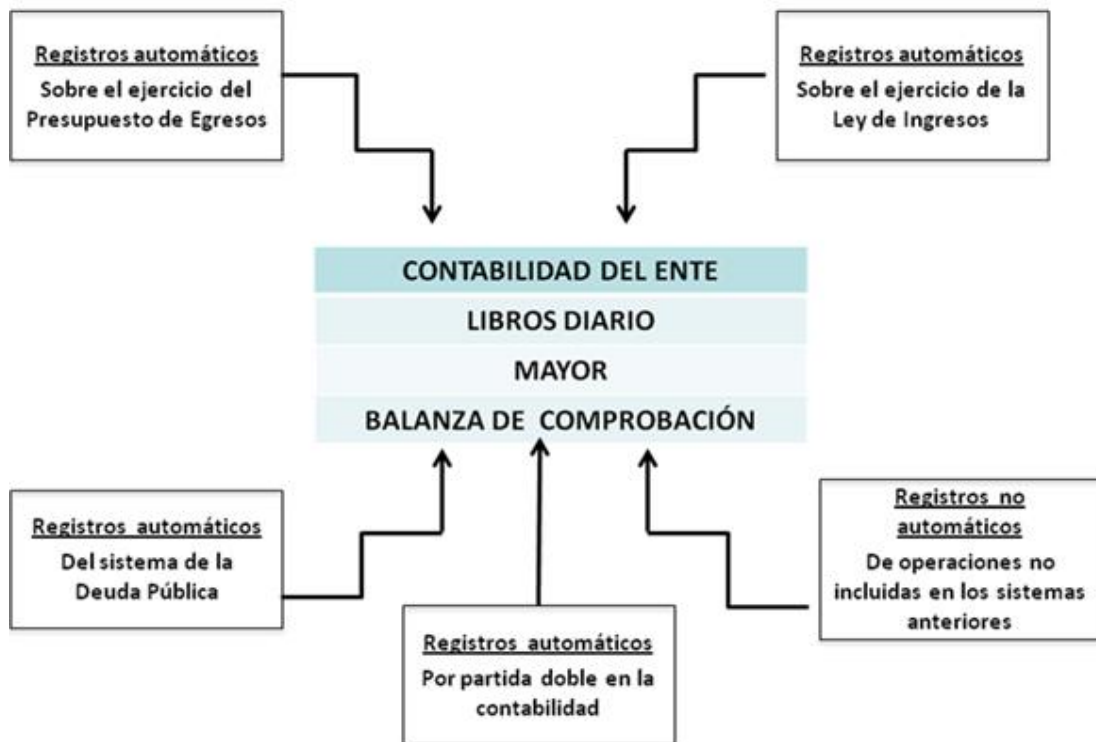 Registros automáticos
Sobre el ejercicio del
Presupuesto de Egresos
Registros automáticos
Sobre el ejercicio de la
Ley de Ingresos
CONTABILIDAD DEL ENTE
LIBROS DIARIO
MAYOR
BALANZA DE COMPROBACIÓN
Registros automáticos
Del sistema de la
Deuda Pública
Registros automáticos
Por partida doble en la
contabilidad
Registros no
automáticos
De operaciones no
incluidas en los sistemas
anteriores